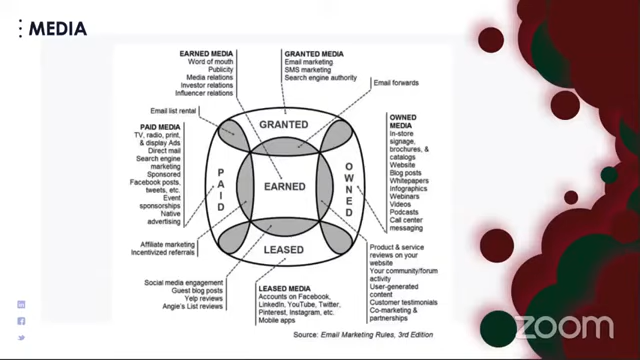 MEDIA
EARNED MEDIA
Word of mouth
Publicity
Media relations
Investor relations
Influencer relations
GRANTED MEDIA
Email marketing
SMS marketing
Search engine authority
Email forwards
Email list rental
PAID MEDIA
TV, radio, print,
& display Ads
Direct mail
Search engine
marketing
Sponsored
Facebook posts,
tweets, etc.
Event
sponsorships
Native
advertising
GRANTED
PAID
EARNED
OWNED
LEASED
OWNED
MEDIA
In-store
signage,
brochures, &
catalogs
Website
Blog posts
Whitepapers
Infographics
Webinars
Videos
Podcasts
Call center
messaging
Affiliate marketing
Incentivized referrals
Product & service
reviews on your
website
Your community/forum
activity
User-generated
content
Customer testimonials
Co-marketing &
partnerships
Social media engagement
Guest blog posts
Yelp reviews
Angie's List reviews
LEASED MEDIA
Accounts on Facebook,
LinkedIn, YouTube, Twitter,
Pinterest, Instagram, etc.
Mobile apps
Source: Email Marketing Rules, 3rd Edition
zoom